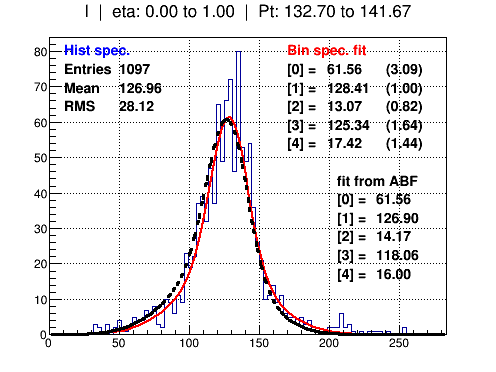 I | eta: 0.00 to 1.00 | Pt: 132.70 to 141.67
Hist spec.
Entries 1097
Mean 126.96
RMS 28.12
Bin spec. fit
[0] = 61.56 (3.09)
[1] = 128.41 (1.00)
[2] = 13.07 (0.82)
[3] = 125.34 (1.64)
[4] = 17.42 (1.44)
fit from ABF
[0] = 61.56
[1] = 126.90
[2] = 14.17
[3] = 118.06
[4] = 16.00
80
70
60
50
40
30
20
10
0
0 50 100 150 200 250